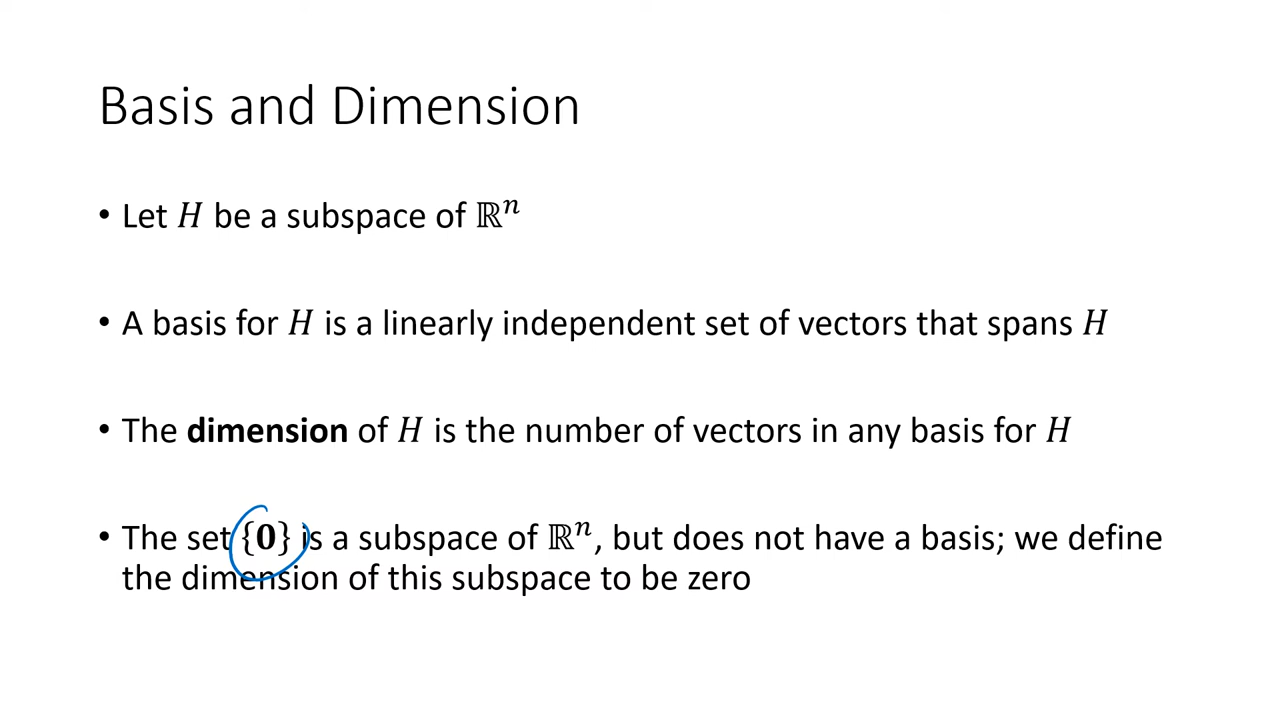 Basis and Dimension
• Let H be a subspace of ℝⁿ
• A basis for H is a linearly independent set of vectors that spans H
• The dimension of H is the number of vectors in any basis for H
• The set {0} is a subspace of ℝⁿ, but does not have a basis; we define
the dimension of this subspace to be zero